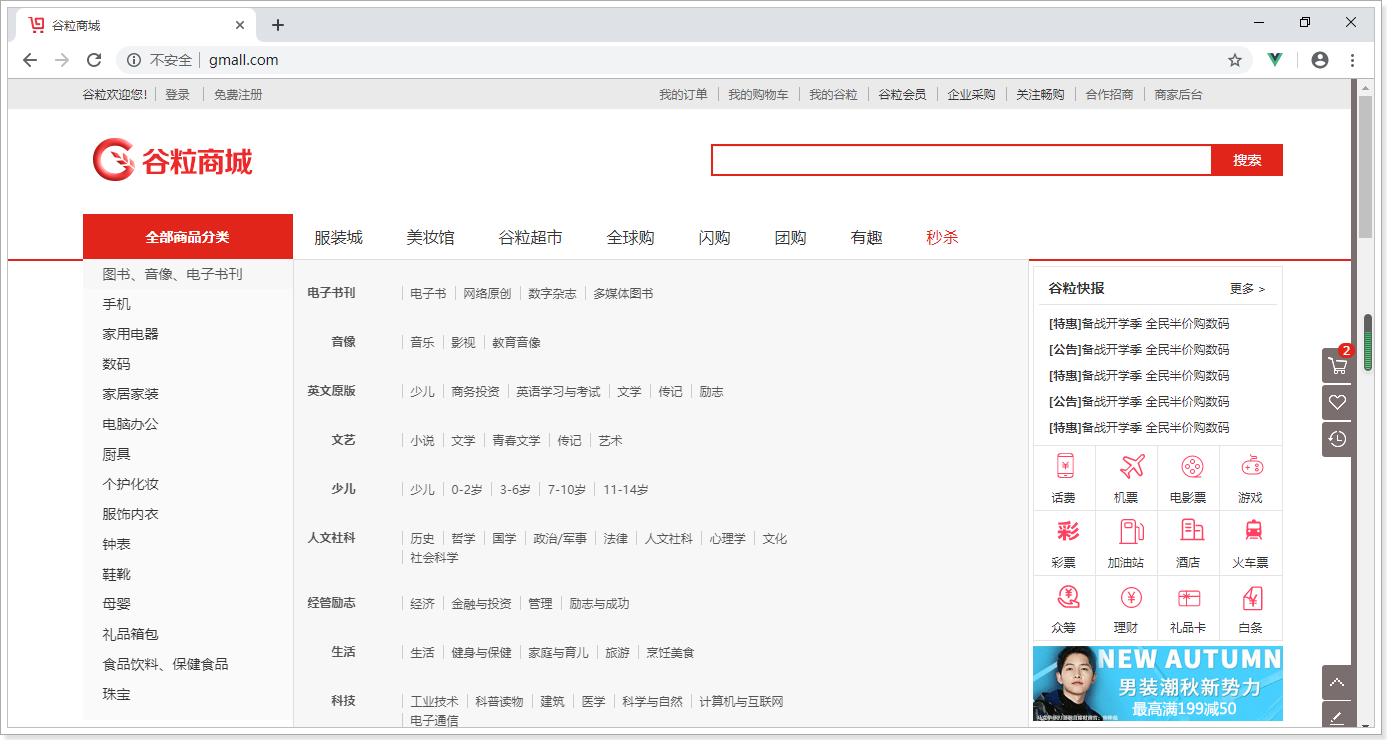 谷粒商城
不安全 gmall.com
谷粒欢迎您! 登录 免费注册 我的订单 我的购物车 我的谷粒 谷粒会员 企业采购 关注畅购 合作招商 商家后台
谷粒商城 搜索
全部商品分类 服装城 美妆馆 谷粒超市 全球购 闪购 团购 有趣 秒杀
图书、音像、电子书刊
手机
家用电器
数码
家居家装
电脑办公
厨具
个护化妆
服饰内衣
钟表
鞋靴
母婴
礼品箱包
食品饮料、保健食品
珠宝
电子书刊 电子书 网络原创 数字杂志 多媒体图书
音像 音乐 影视 教育音像
英文原版 少儿 商务投资 英语学习与考试 文学 传记 励志
文艺 小说 文学 青春文学 传记 艺术
少儿 少儿 0-2岁 3-6岁 7-10岁 11-14岁
人文社科 历史 哲学 国学 政治/军事 法律 人文社科 心理学 文化
社会科学
经管励志 经济 金融与投资 管理 励志与成功
生活 生活 健身与保健 家庭与育儿 旅游 烹饪美食
科技 工业技术 科普读物 建筑 医学 科学与自然 计算机与互联网
电子通信
谷粒快报 更多 >
[特惠]备战开学季 全民半价购数码
[公告]备战开学季 全民半价购数码
[特惠]备战开学季 全民半价购数码
[公告]备战开学季 全民半价购数码
[特惠]备战开学季 全民半价购数码
2
话费 机票 电影票 游戏
彩
彩票 加油站 酒店 火车票
众筹 理财 礼品卡 白条
NEW AUTUMN
男装潮秋新势力
最高满199减50